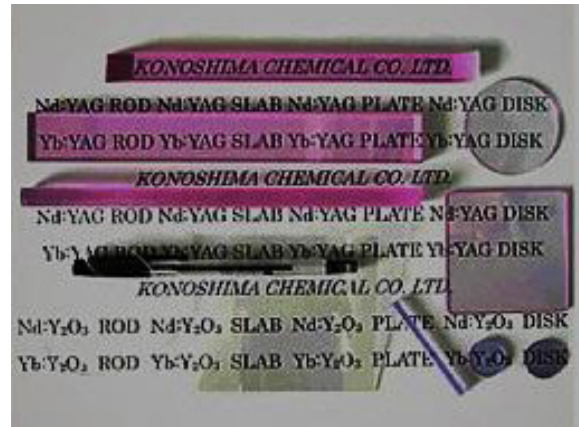 KONOSHIMA CHEMICAL CO. LTD.
Nd:YAG ROD Nd:YAG SLAB Nd:YAG PLATE Nd:YAG DISK
Yb:YAG ROD Yb:YAG SLAB Yb:YAG PLATE Yb:YAG DISK
KONOSHIMA CHEMICAL CO. LTD.
Nd:YAG ROD Nd:YAG SLAB Nd:YAG PLATE Nd:YAG DISK
Yb:YAG ROD Yb:YAG SLAB Yb:YAG PLATE Yb:YAG DISK
KONOSHIMA CHEMICAL CO. LTD.
Nd:Y₂O₃ ROD Nd:Y₂O₃ SLAB Nd:Y₂O₃ PLATE Nd:Y₂O₃ DISK
Yb:Y₂O₃ ROD Yb:Y₂O₃ SLAB Yb:Y₂O₃ PLATE Yb:Y₂O₃ DISK